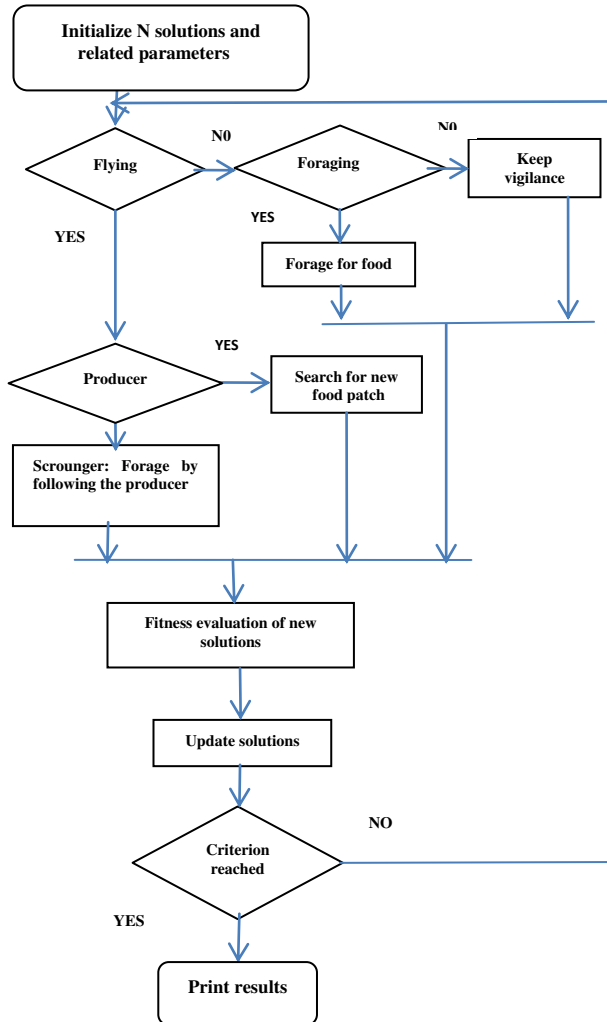 Initialize N solutions and
related parameters
N0
N0
Flying
Foraging
Keep
vigilance
YES
YES
Forage for food
YES
Producer
Search for new
food patch
Scrounger: Forage by
following the producer
Fitness evaluation of new
solutions
Update solutions
NO
Criterion
reached
YES
Print results